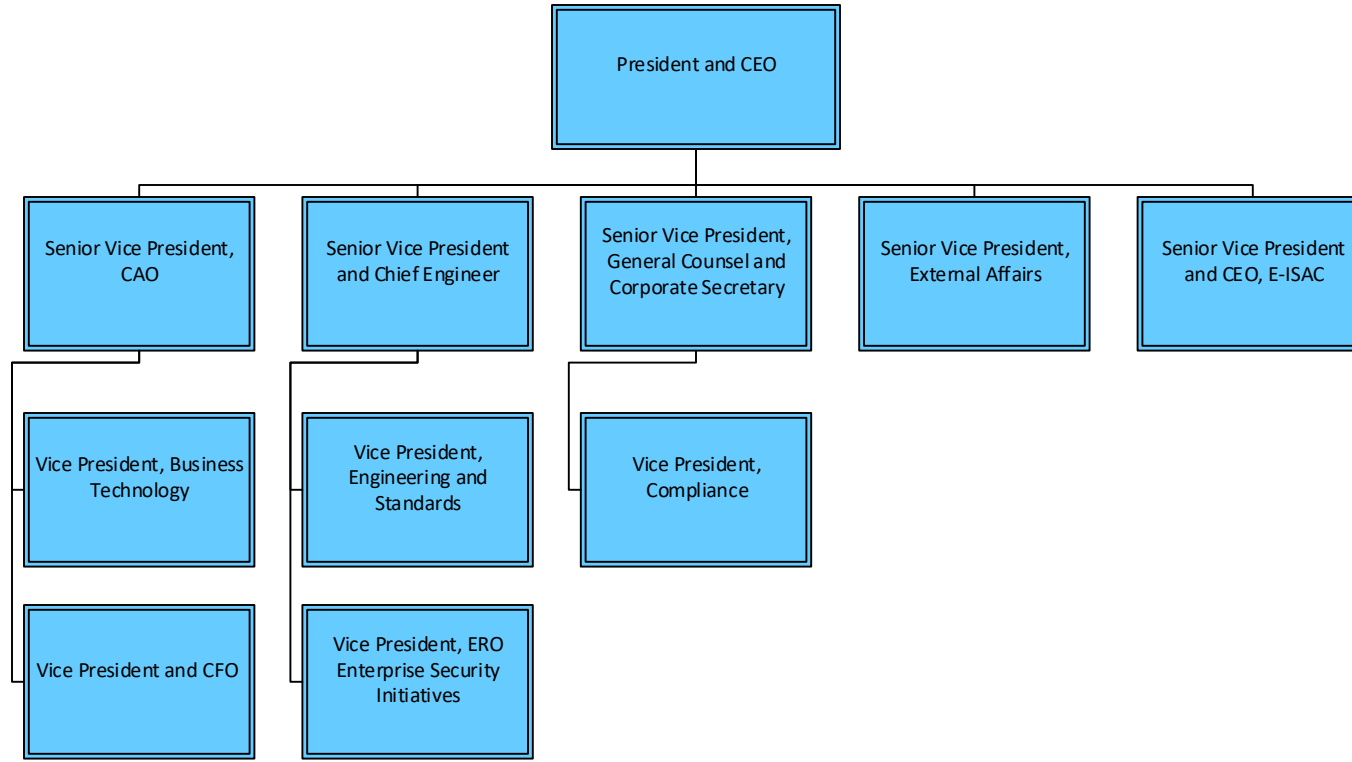 President and CEO
Senior Vice President,
CAO
Senior Vice President
and Chief Engineer
Senior Vice President,
General Counsel and
Corporate Secretary
Senior Vice President,
External Affairs
Senior Vice President
and CEO, E-ISAC
Vice President, Business
Technology
Vice President,
Engineering and
Standards
Vice President,
Compliance
Vice President and CFO
Vice President, ERO
Enterprise Security
Initiatives